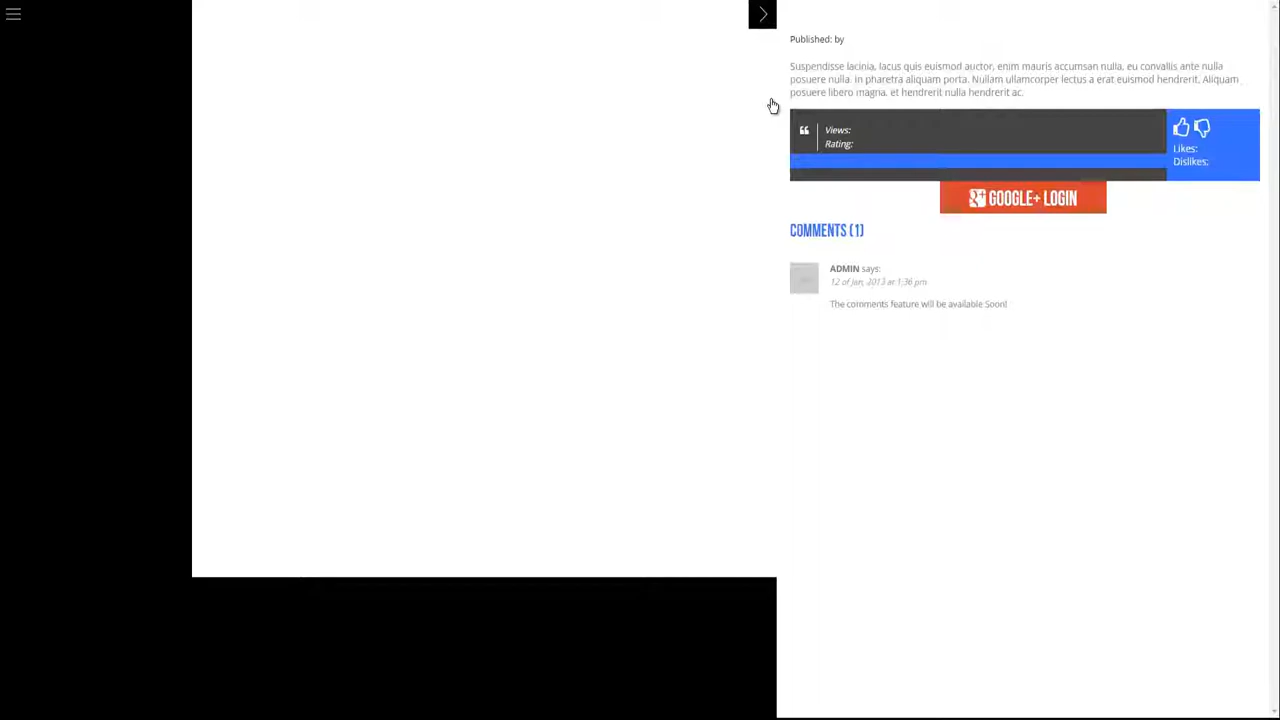 Published: by
Suspendisse lacinia, lacus quis euismod auctor, enim mauris accumsan nulla, eu convallis ante nulla
posuere nulla. in pharetra aliquam porta. Nullam ullamcorper lectus a erat euismod hendrerit. Aliquam
posuere libero magna, et hendrerit nulla hendrerit ac.
Views:
Rating:
Likes:
Dislikes:
GOOGLE+ LOGIN
COMMENTS (1)
ADMIN says:
12 of Jan, 2013 at 1:36 pm
The comments feature will be available Soon!